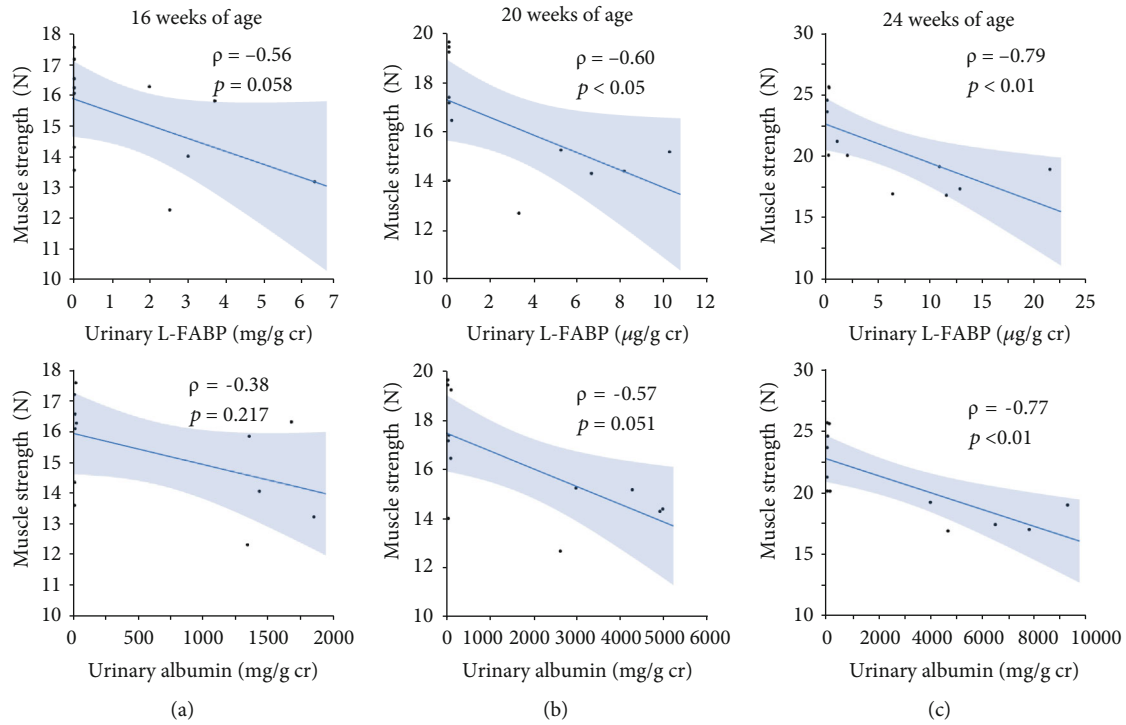 16 weeks of age
20 weeks of age
24 weeks of age
18
17
16
15
14
13
12
11
10
Muscle strength (N)
ρ = –0.56
p = 0.058
0 1 2 3 4 5 6 7
Urinary L-FABP (mg/g cr)
20
18
16
14
12
10
Muscle strength (N)
ρ = –0.60
p < 0.05
0 2 4 6 8 10 12
Urinary L-FABP (μg/g cr)
30
25
20
15
10
Muscle strength (N)
ρ = –0.79
p < 0.01
0 5 10 15 20 25
Urinary L-FABP (μg/g cr)
18
17
16
15
14
13
12
11
10
Muscle strength (N)
ρ = -0.38
p = 0.217
0 500 1000 1500 2000
Urinary albumin (mg/g cr)
(a)
20
18
16
14
12
10
Muscle strength (N)
ρ = -0.57
p = 0.051
0 1000 2000 3000 4000 5000 6000
Urinary albumin (mg/g cr)
(b)
30
25
20
15
10
Muscle strength (N)
ρ = -0.77
p <0.01
0 2000 4000 6000 8000 10000
Urinary albumin (mg/g cr)
(c)